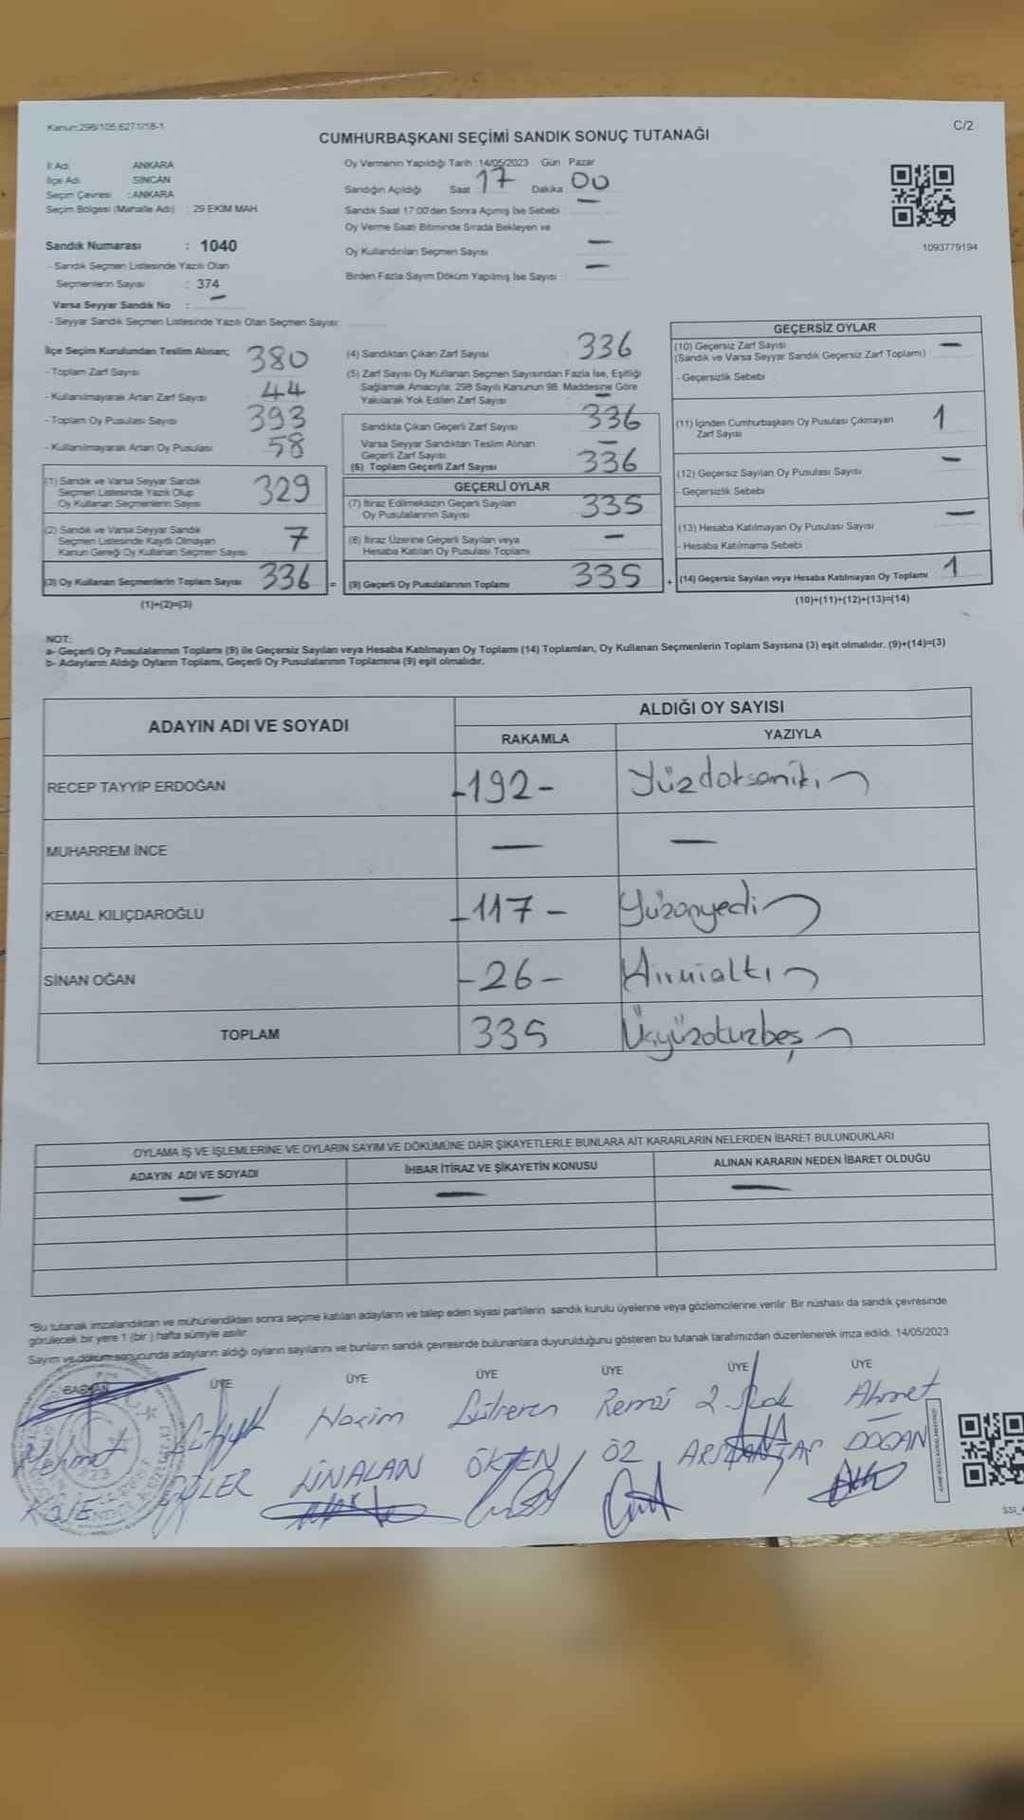 Kanun:298/105,6271/18-1
C/2
CUMHURBAŞKANI SEÇİMİ SANDIK SONUÇ TUTANAĞI
İl Adı ANKARA
İlçe Adı SİNCAN
Seçim Çevresi : ANKARA
Seçim Bölgesi (Mahalle Adı) : 29 EKİM MAH
Sandık Numarası : 1040
- Sandık Seçmen Listesinde Yazılı Olan
Seçmenlerin Sayısı : 374
Varsa Seyyar Sandık No : -
- Seyyar Sandık Seçmen Listesinde Yazılı Olan Seçmen Sayısı
Oy Vermenin Yapıldığı Tarih : 14/05/2023 Gün Pazar
Sandığın Açıldığı Saat 17 Dakika 00
Sandık Saat 17:00'den Sonra Açımış İse Sebebi : —
Oy Verme Saati Bitiminde Sırada Bekleyen ve
Oy Kullandırılan Seçmen Sayısı —
Birden Fazla Sayım Döküm Yapılmış İse Sayısı : —
1093779194
İlçe Seçim Kurulundan Teslim Alınan;
- Toplam Zarf Sayısı 380
- Kullanılmayarak Artan Zarf Sayısı 44
- Toplam Oy Pusulası Sayısı 393
- Kullanılmayarak Artan Oy Pusulası 58
(1) Sandık ve Varsa Seyyar Sandık
Seçmen Listesinde Yazılı Olup
Oy Kullanan Seçmenlerin Sayısı 329
(2) Sandık ve Varsa Seyyar Sandık
Seçmen Listesinde Kayıtlı Olmayan
Kanun Gereği Oy Kullanan Seçmen Sayısı 7
(3) Oy Kullanan Seçmenlerin Toplam Sayısı 336 =
(1)+(2)=(3)
(4) Sandıktan Çıkan Zarf Sayısı 336
(5) Zarf Sayısı Oy Kullanan Seçmen Sayısından Fazla İse, Eşitliği
Sağlamak Amacıyla; 298 Sayılı Kanunun 98. Maddesine Göre
Yakılarak Yok Edilen Zarf Sayısı —
Sandıkta Çıkan Geçerli Zarf Sayısı 336
Varsa Seyyar Sandıktan Teslim Alınan
Geçerli Zarf Sayısı —
(6) Toplam Geçerli Zarf Sayısı 336
GEÇERLİ OYLAR
(7) İtiraz Edilmeksizin Geçerli Sayılan
Oy Pusulalarının Sayısı 335
(8) İtiraz Üzerine Geçerli Sayılan veya
Hesaba Katılan Oy Pusulası Toplamı —
(9) Geçerli Oy Pusulalarının Toplamı 335 +
GEÇERSİZ OYLAR
(10) Geçersiz Zarf Sayısı —
(Sandık ve Varsa Seyyar Sandık Geçersiz Zarf Toplamı)
- Geçersizlik Sebebi
(11) İçinden Cumhurbaşkanı Oy Pusulası Çıkmayan
Zarf Sayısı 1
(12) Geçersiz Sayılan Oy Pusulası Sayısı —
- Geçersizlik Sebebi
(13) Hesaba Katılmayan Oy Pusulası Sayısı —
- Hesaba Katılmama Sebebi
(14) Geçersiz Sayılan veya Hesaba Katılmayan Oy Toplamı 1
(10)+(11)+(12)+(13)=(14)
NOT:
a- Geçerli Oy Pusulalarının Toplamı (9) ile Geçersiz Sayılan veya Hesaba Katılmayan Oy Toplamı (14) Toplamları, Oy Kullanan Seçmenlerin Toplam Sayısına (3) eşit olmalıdır. (9)+(14)=(3)
b- Adayların Aldığı Oyların Toplamı, Geçerli Oy Pusulalarının Toplamına (9) eşit olmalıdır.
ADAYIN ADI VE SOYADI
ALDIĞI OY SAYISI
RAKAMLA YAZIYLA
RECEP TAYYİP ERDOĞAN -192- Yüzdoksaniki
MUHARREM İNCE — —
KEMAL KILIÇDAROĞLU -117- Yüzonyedi
SİNAN OĞAN -26- Yirmialtı
TOPLAM 335 Üçyüzotuzbeş
OYLAMA İŞ VE İŞLEMLERİNE VE OYLARIN SAYIM VE DÖKÜMÜNE DAİR ŞİKAYETLERLE BUNLARA AİT KARARLARIN NELERDEN İBARET BULUNDUKLARI
ADAYIN ADI VE SOYADI İHBAR İTİRAZ VE ŞİKAYETİN KONUSU ALINAN KARARIN NEDEN İBARET OLDUĞU
— — —
"Bu tutanak imzalandıktan ve mühürlendikten sonra seçime katılan adayların ve talep eden siyasi partilerin sandık kurulu üyelerine veya gözlemcilerine verilir. Bir nüshası da sandık çevresinde
görülecek bir yere 1 (bir ) hafta süreyle asılır.
Sayım ve döküm sonucunda adayların aldığı oyların sayılarını ve bunların sandık çevresinde bulunanlara duyurulduğunu gösteren bu tutanak tarafımızdan düzenlenerek imza edildi. 14/05/2023
BAŞKAN ÜYE ÜYE ÜYE ÜYE ÜYE ÜYE
Mehmet Hakim Gülseren Remzi Ahmet
GÜLER ÖKTEN ÖZ DOĞAN